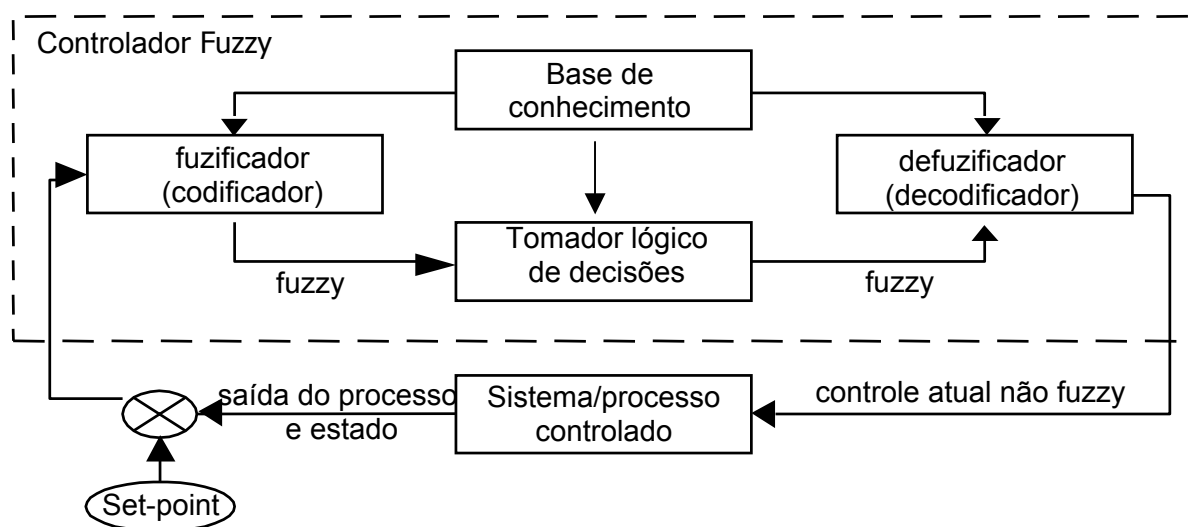 Controlador Fuzzy
Base de
conhecimento
fuzificador
(codificador)
defuzificador
(decodificador)
Tomador lógico
de decisões
fuzzy
fuzzy
saída do processo
e estado
Sistema/processo
controlado
controle atual não fuzzy
Set-point